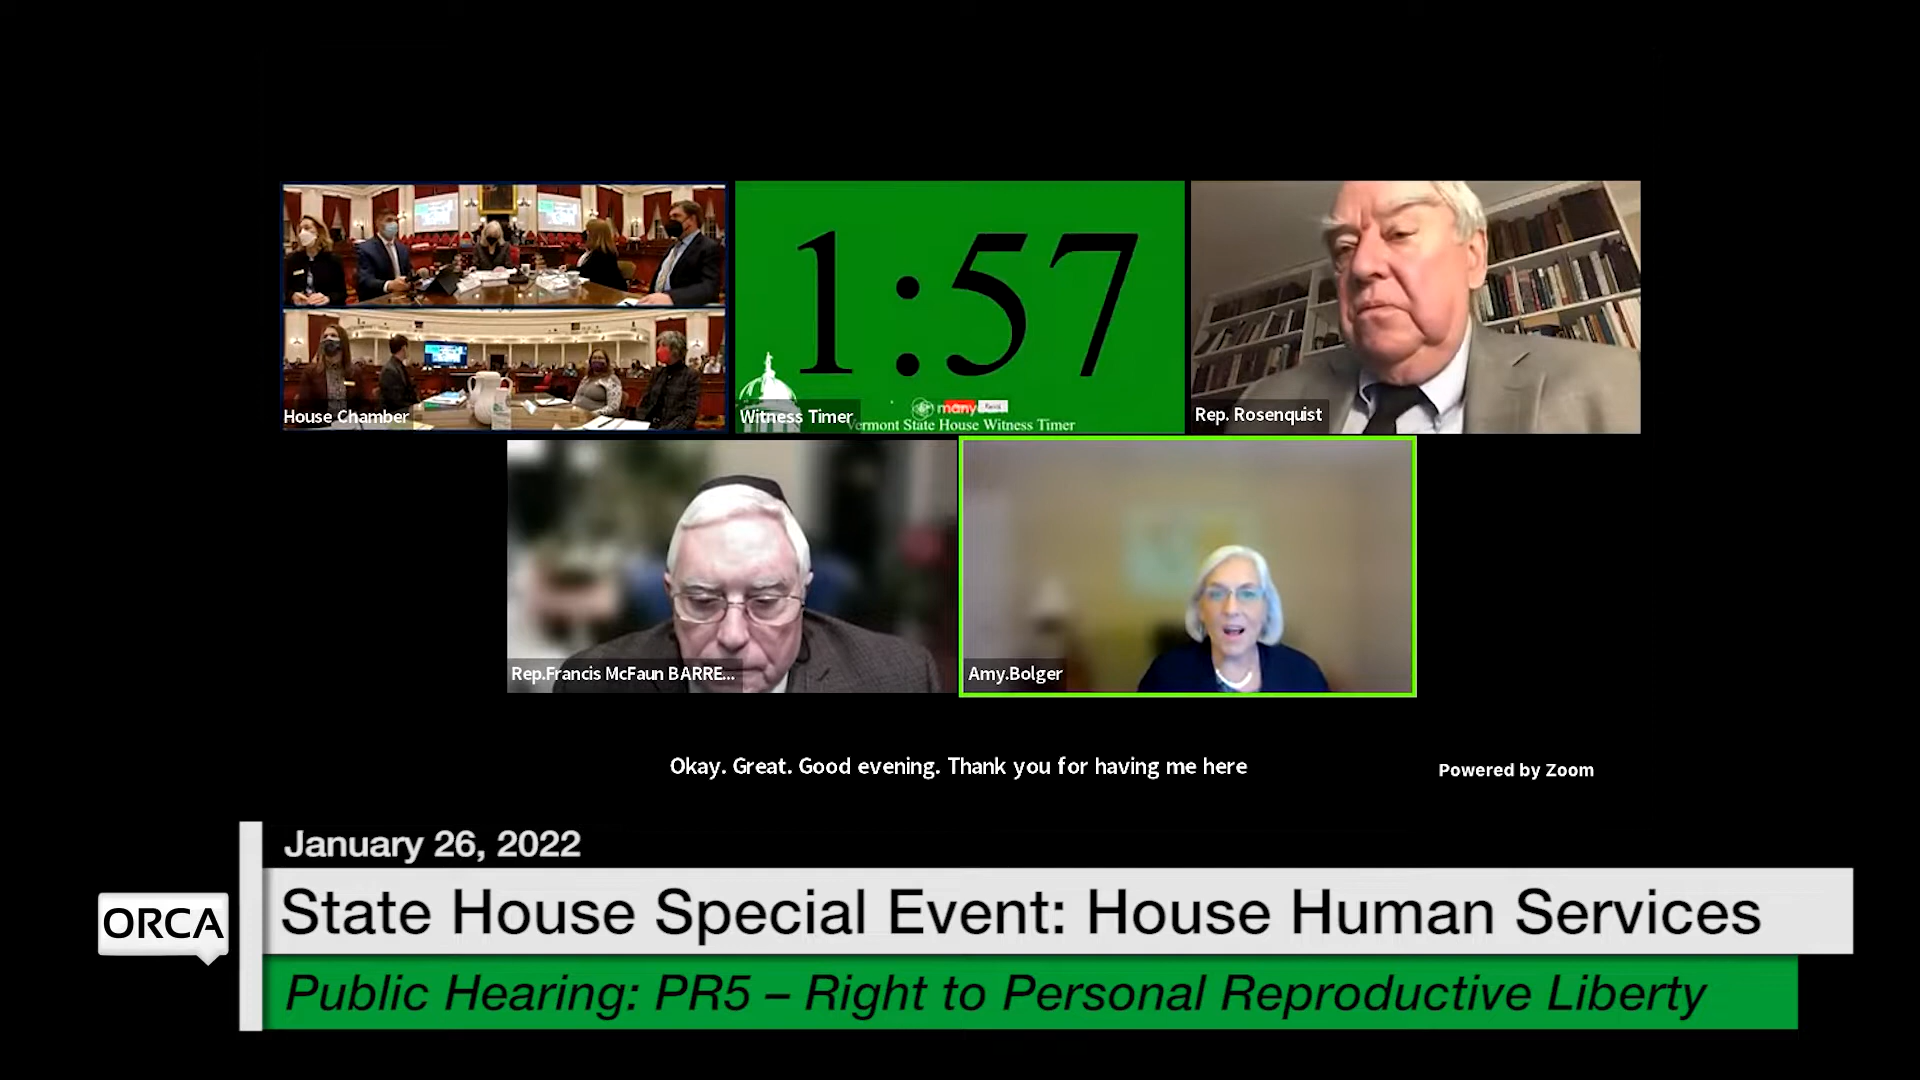 1:57
many
Vermont State House Witness Timer
House Chamber
Witness Timer
Rep. Rosenquist
Rep.Francis McFaun BARRE...
Amy.Bolger
Okay. Great. Good evening. Thank you for having me here
Powered by Zoom
January 26, 2022
ORCA
State House Special Event: House Human Services
Public Hearing: PR5 – Right to Personal Reproductive Liberty